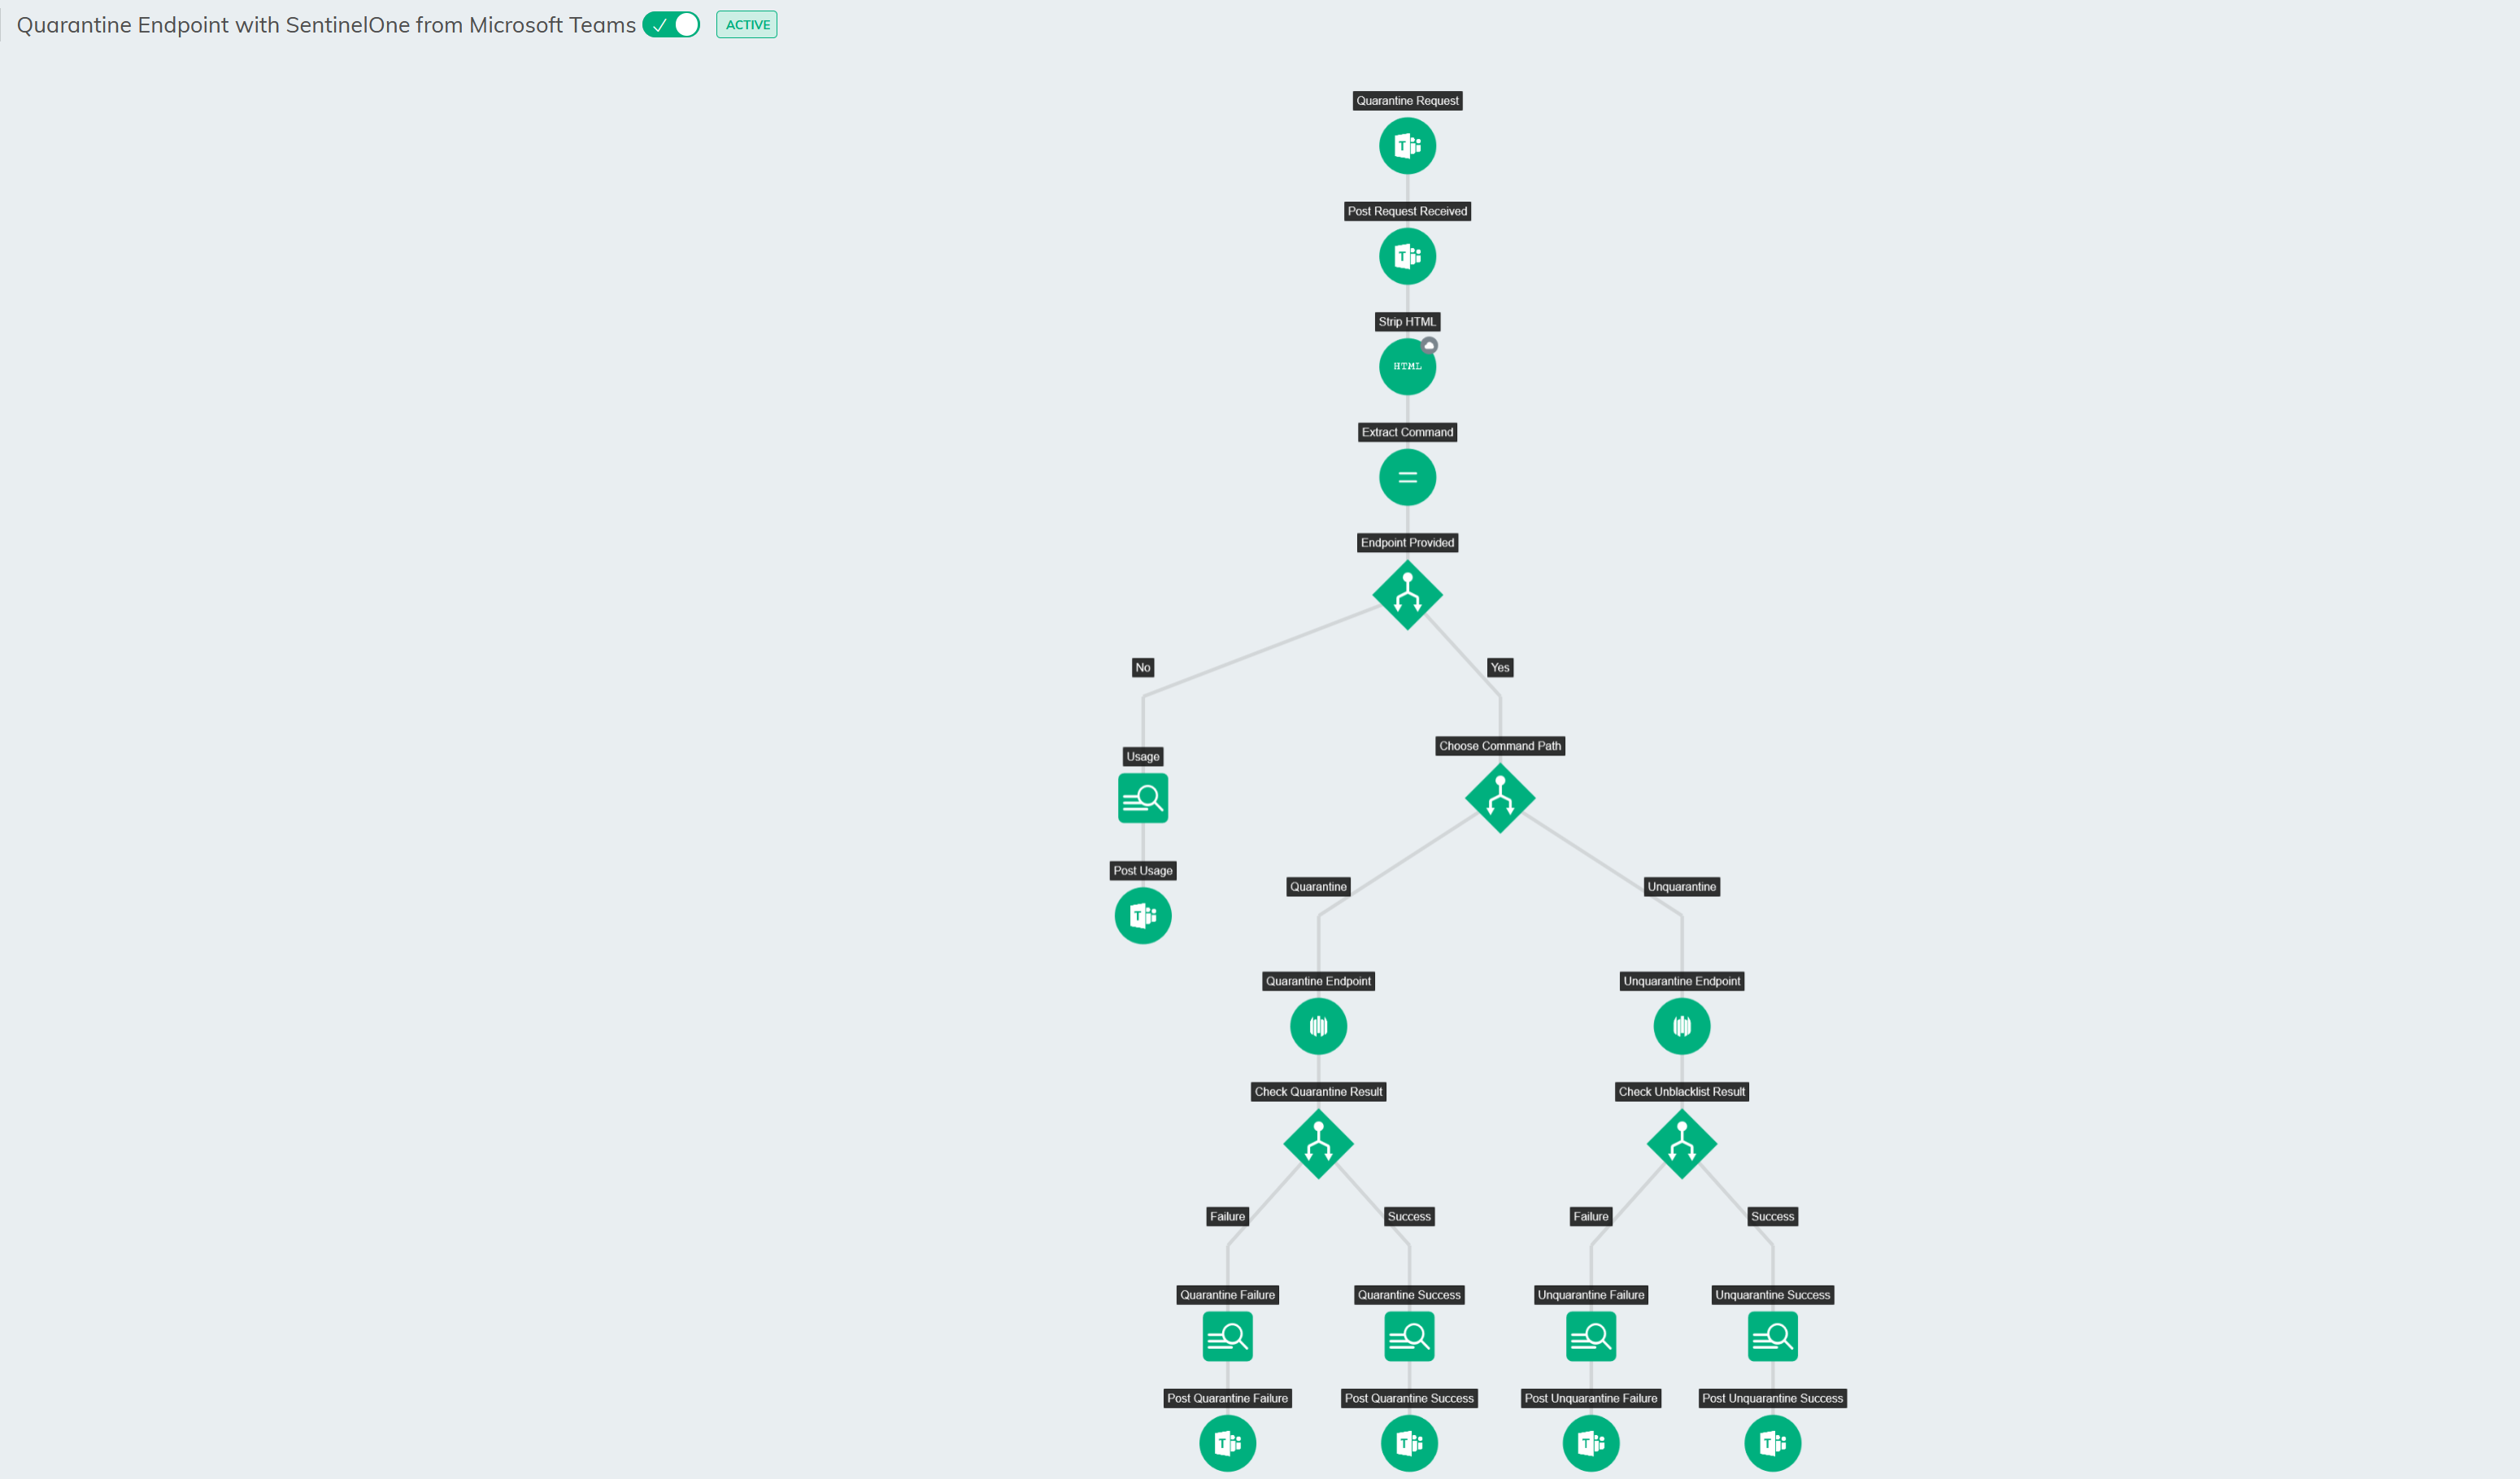 Quarantine Endpoint with SentinelOne from Microsoft Teams
ACTIVE
Quarantine Request
T
Post Request Received
T
Strip HTML
HTML
Extract Command
Endpoint Provided
No
Yes
Choose Command Path
Usage
Post Usage
T
Quarantine
Unquarantine
Quarantine Endpoint
Unquarantine Endpoint
Check Quarantine Result
Check Unblacklist Result
Failure
Success
Failure
Success
Quarantine Failure
Quarantine Success
Unquarantine Failure
Unquarantine Success
Post Quarantine Failure
Post Quarantine Success
Post Unquarantine Failure
Post Unquarantine Success
T
T
T
T